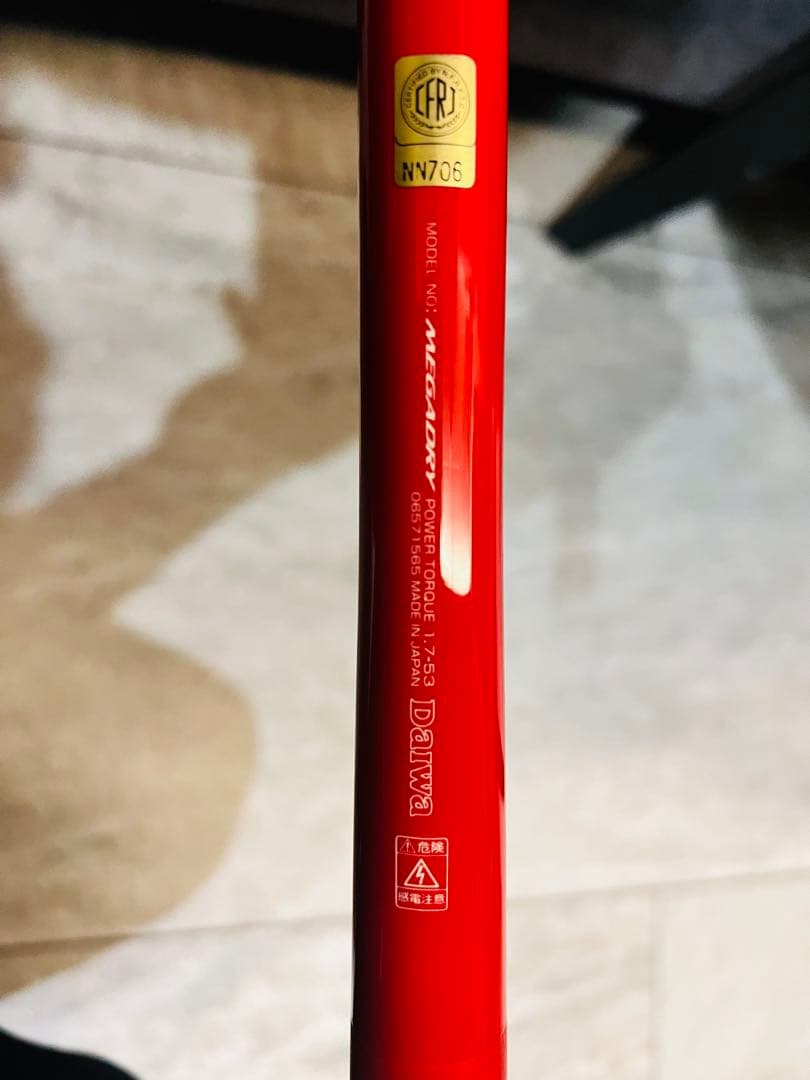 CERTIFIED BY N.F.
CFRJ
NN706
MODEL NO: MEGADRY POWER TORQUE 1.7-53
06571565 MADE IN JAPAN
Daiwa
危険
感電注意